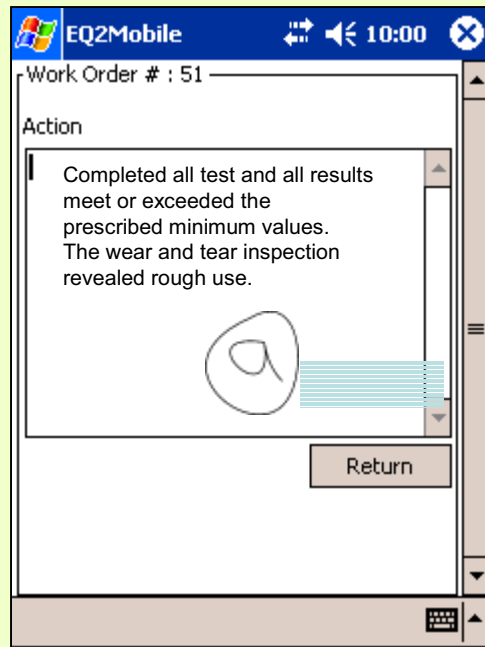 EQ2Mobile 10:00
Work Order # : 51
Action
Completed all test and all results
meet or exceeded the
prescribed minimum values.
The wear and tear inspection
revealed rough use.
a
Return